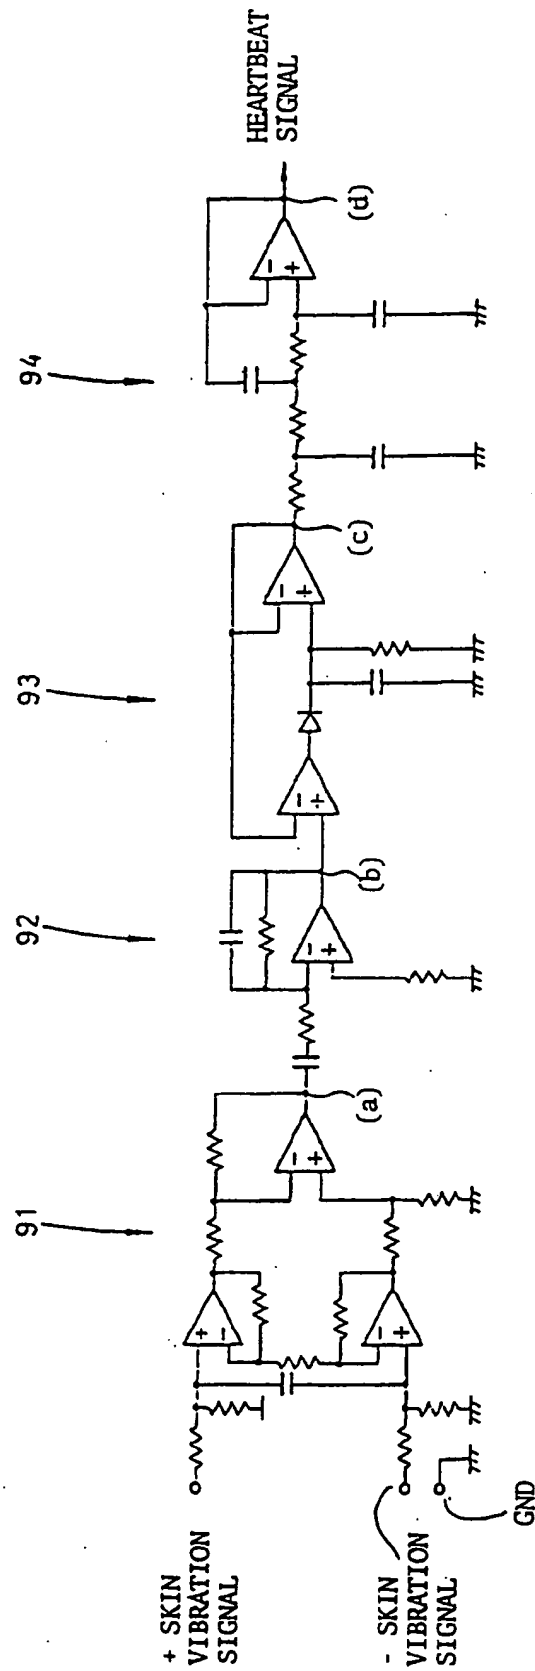 91
92
93
94
+ SKIN
VIBRATION
SIGNAL
- SKIN
VIBRATION
SIGNAL
GND
+
-
-
+
-
+
(a)
-
+
(b)
-
+
-
+
(c)
-
+
(d)
HEARTBEAT
SIGNAL